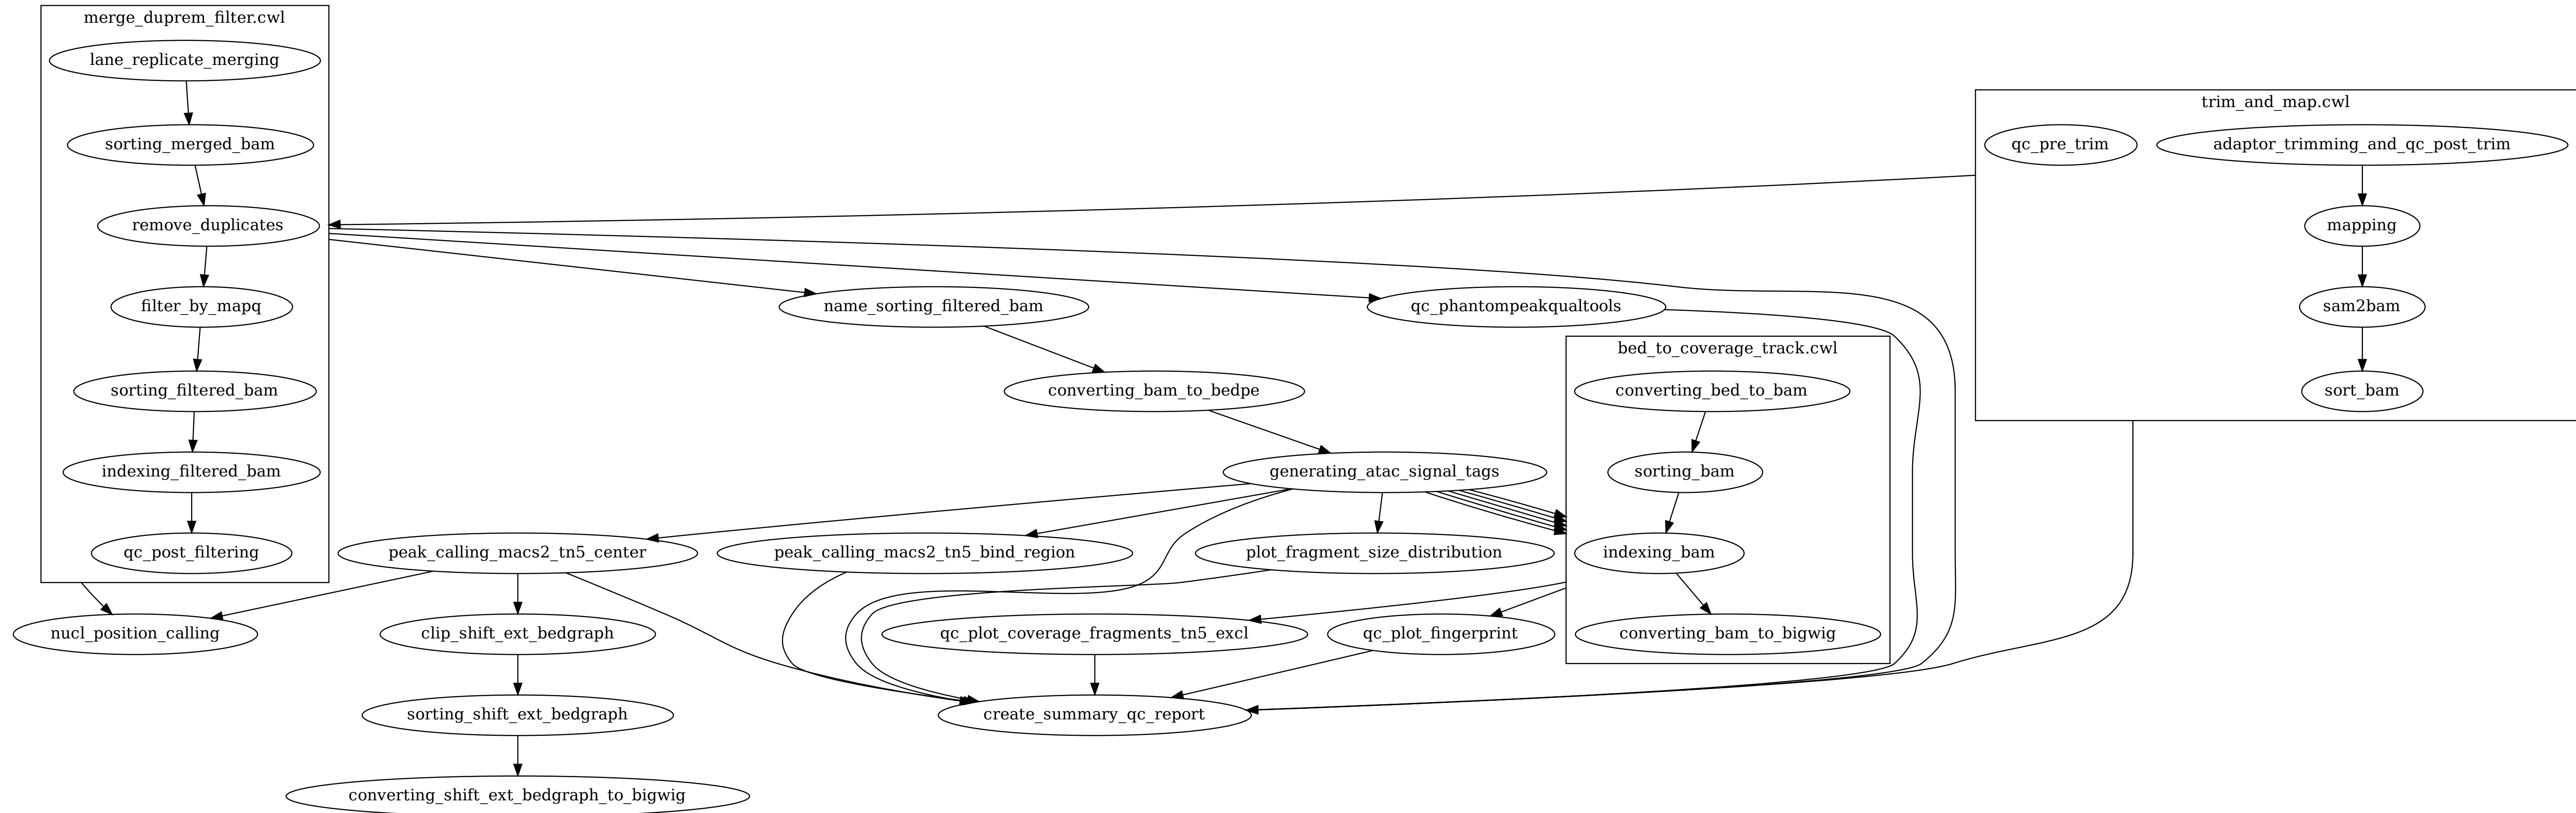 merge_duprem_filter.cwl
lane_replicate_merging
sorting_merged_bam
remove_duplicates
filter_by_mapq
sorting_filtered_bam
indexing_filtered_bam
qc_post_filtering
nucl_position_calling
trim_and_map.cwl
qc_pre_trim
adaptor_trimming_and_qc_post_trim
mapping
sam2bam
sort_bam
name_sorting_filtered_bam
qc_phantompeakqualtools
converting_bam_to_bedpe
generating_atac_signal_tags
bed_to_coverage_track.cwl
converting_bed_to_bam
sorting_bam
indexing_bam
converting_bam_to_bigwig
peak_calling_macs2_tn5_center
peak_calling_macs2_tn5_bind_region
plot_fragment_size_distribution
clip_shift_ext_bedgraph
qc_plot_coverage_fragments_tn5_excl
qc_plot_fingerprint
sorting_shift_ext_bedgraph
create_summary_qc_report
converting_shift_ext_bedgraph_to_bigwig